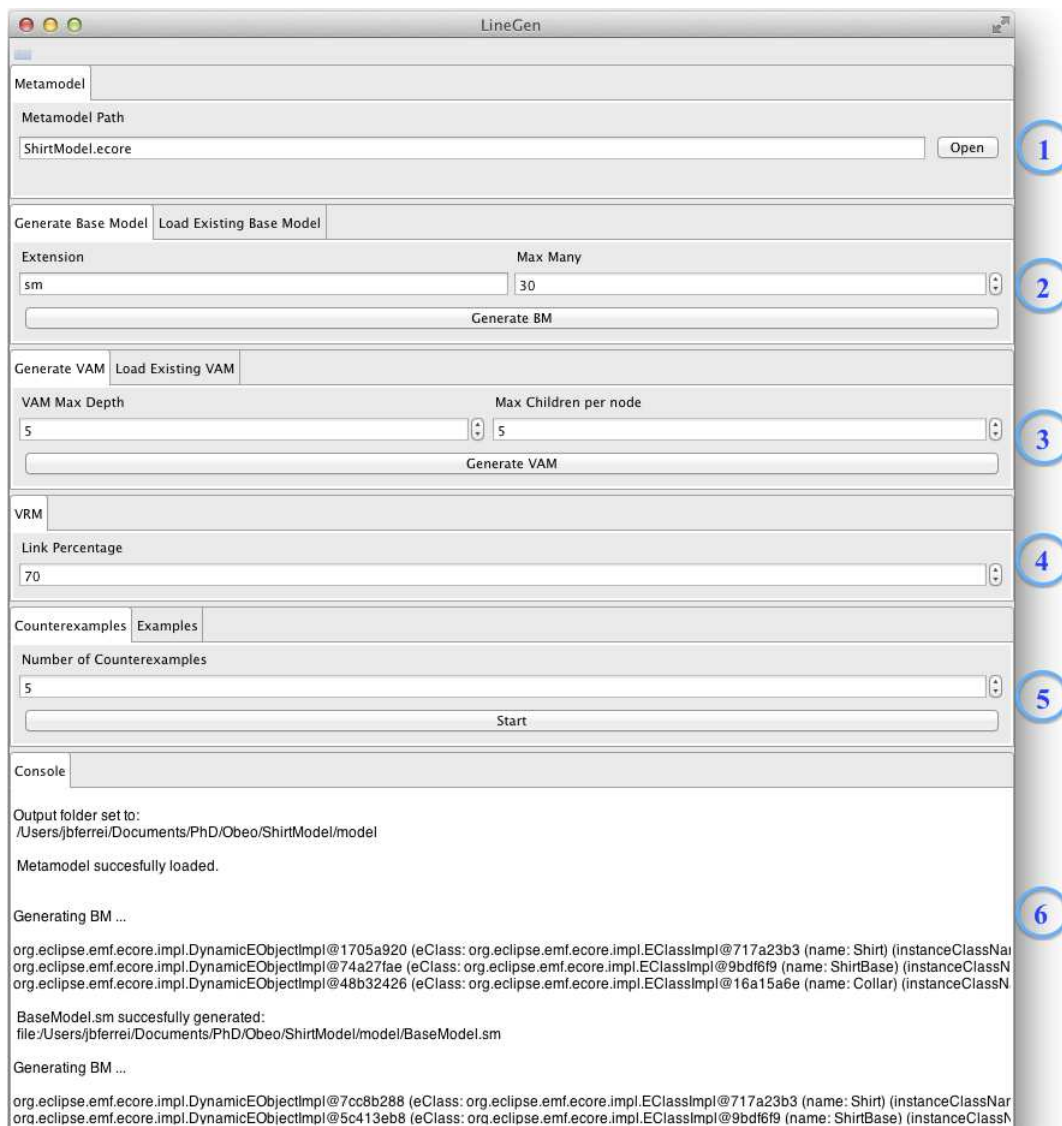 LineGen
Metamodel
Metamodel Path
ShirtModel.ecore
Open
1
Generate Base Model
Load Existing Base Model
Extension
Max Many
sm
30
2
Generate BM
Generate VAM
Load Existing VAM
VAM Max Depth
Max Children per node
5
5
3
Generate VAM
VRM
Link Percentage
70
4
Counterexamples
Examples
Number of Counterexamples
5
5
Start
Console
Output folder set to:
/Users/jbferrei/Documents/PhD/Obeo/ShirtModel/model
Metamodel succesfully loaded.
Generating BM ...
6
org.eclipse.emf.ecore.impl.DynamicEObjectImpl@1705a920 (eClass: org.eclipse.emf.ecore.impl.EClassImpl@717a23b3 (name: Shirt) (instanceClassNa
org.eclipse.emf.ecore.impl.DynamicEObjectImpl@74a27fae (eClass: org.eclipse.emf.ecore.impl.EClassImpl@9bdf6f9 (name: ShirtBase) (instanceClassN
org.eclipse.emf.ecore.impl.DynamicEObjectImpl@48b32426 (eClass: org.eclipse.emf.ecore.impl.EClassImpl@16a15a6e (name: Collar) (instanceClassN
BaseModel.sm succesfully generated:
file:/Users/jbferrei/Documents/PhD/Obeo/ShirtModel/model/BaseModel.sm
Generating BM ...
org.eclipse.emf.ecore.impl.DynamicEObjectImpl@7cc8b288 (eClass: org.eclipse.emf.ecore.impl.EClassImpl@717a23b3 (name: Shirt) (instanceClassNar
org.eclipse.emf.ecore.impl.DynamicEObjectImpl@5c413eb8 (eClass: org.eclipse.emf.ecore.impl.EClassImpl@9bdf6f9 (name: ShirtBase) (instanceClassN